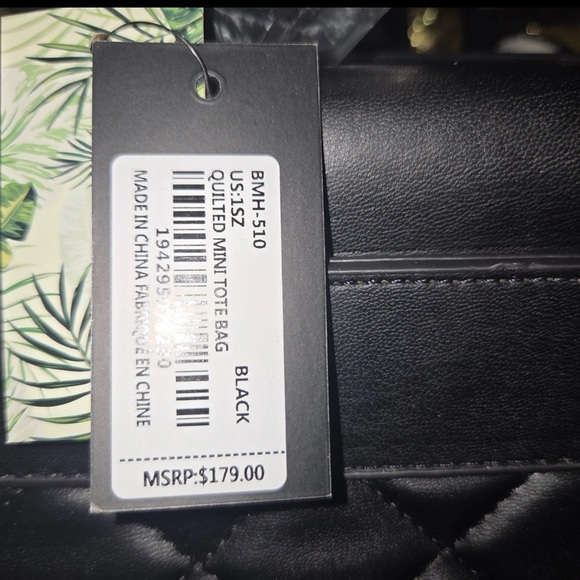 BMH-510
US:1SZ BLACK
QUILTED MINI TOTE BAG
MADE IN CHINA FABRIQUE EN CHINE
MSRP:$179.00